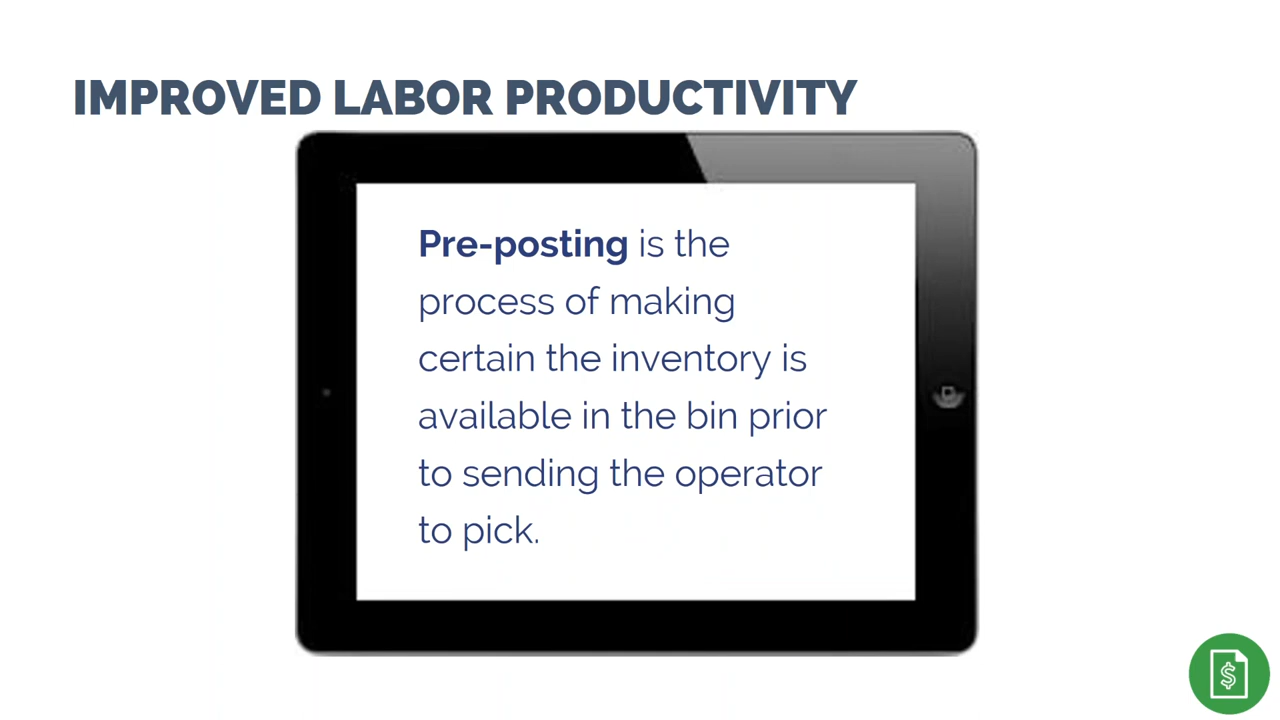 IMPROVED LABOR PRODUCTIVITY
Pre-posting is the
process of making
certain the inventory is
available in the bin prior
to sending the operator
to pick.
$